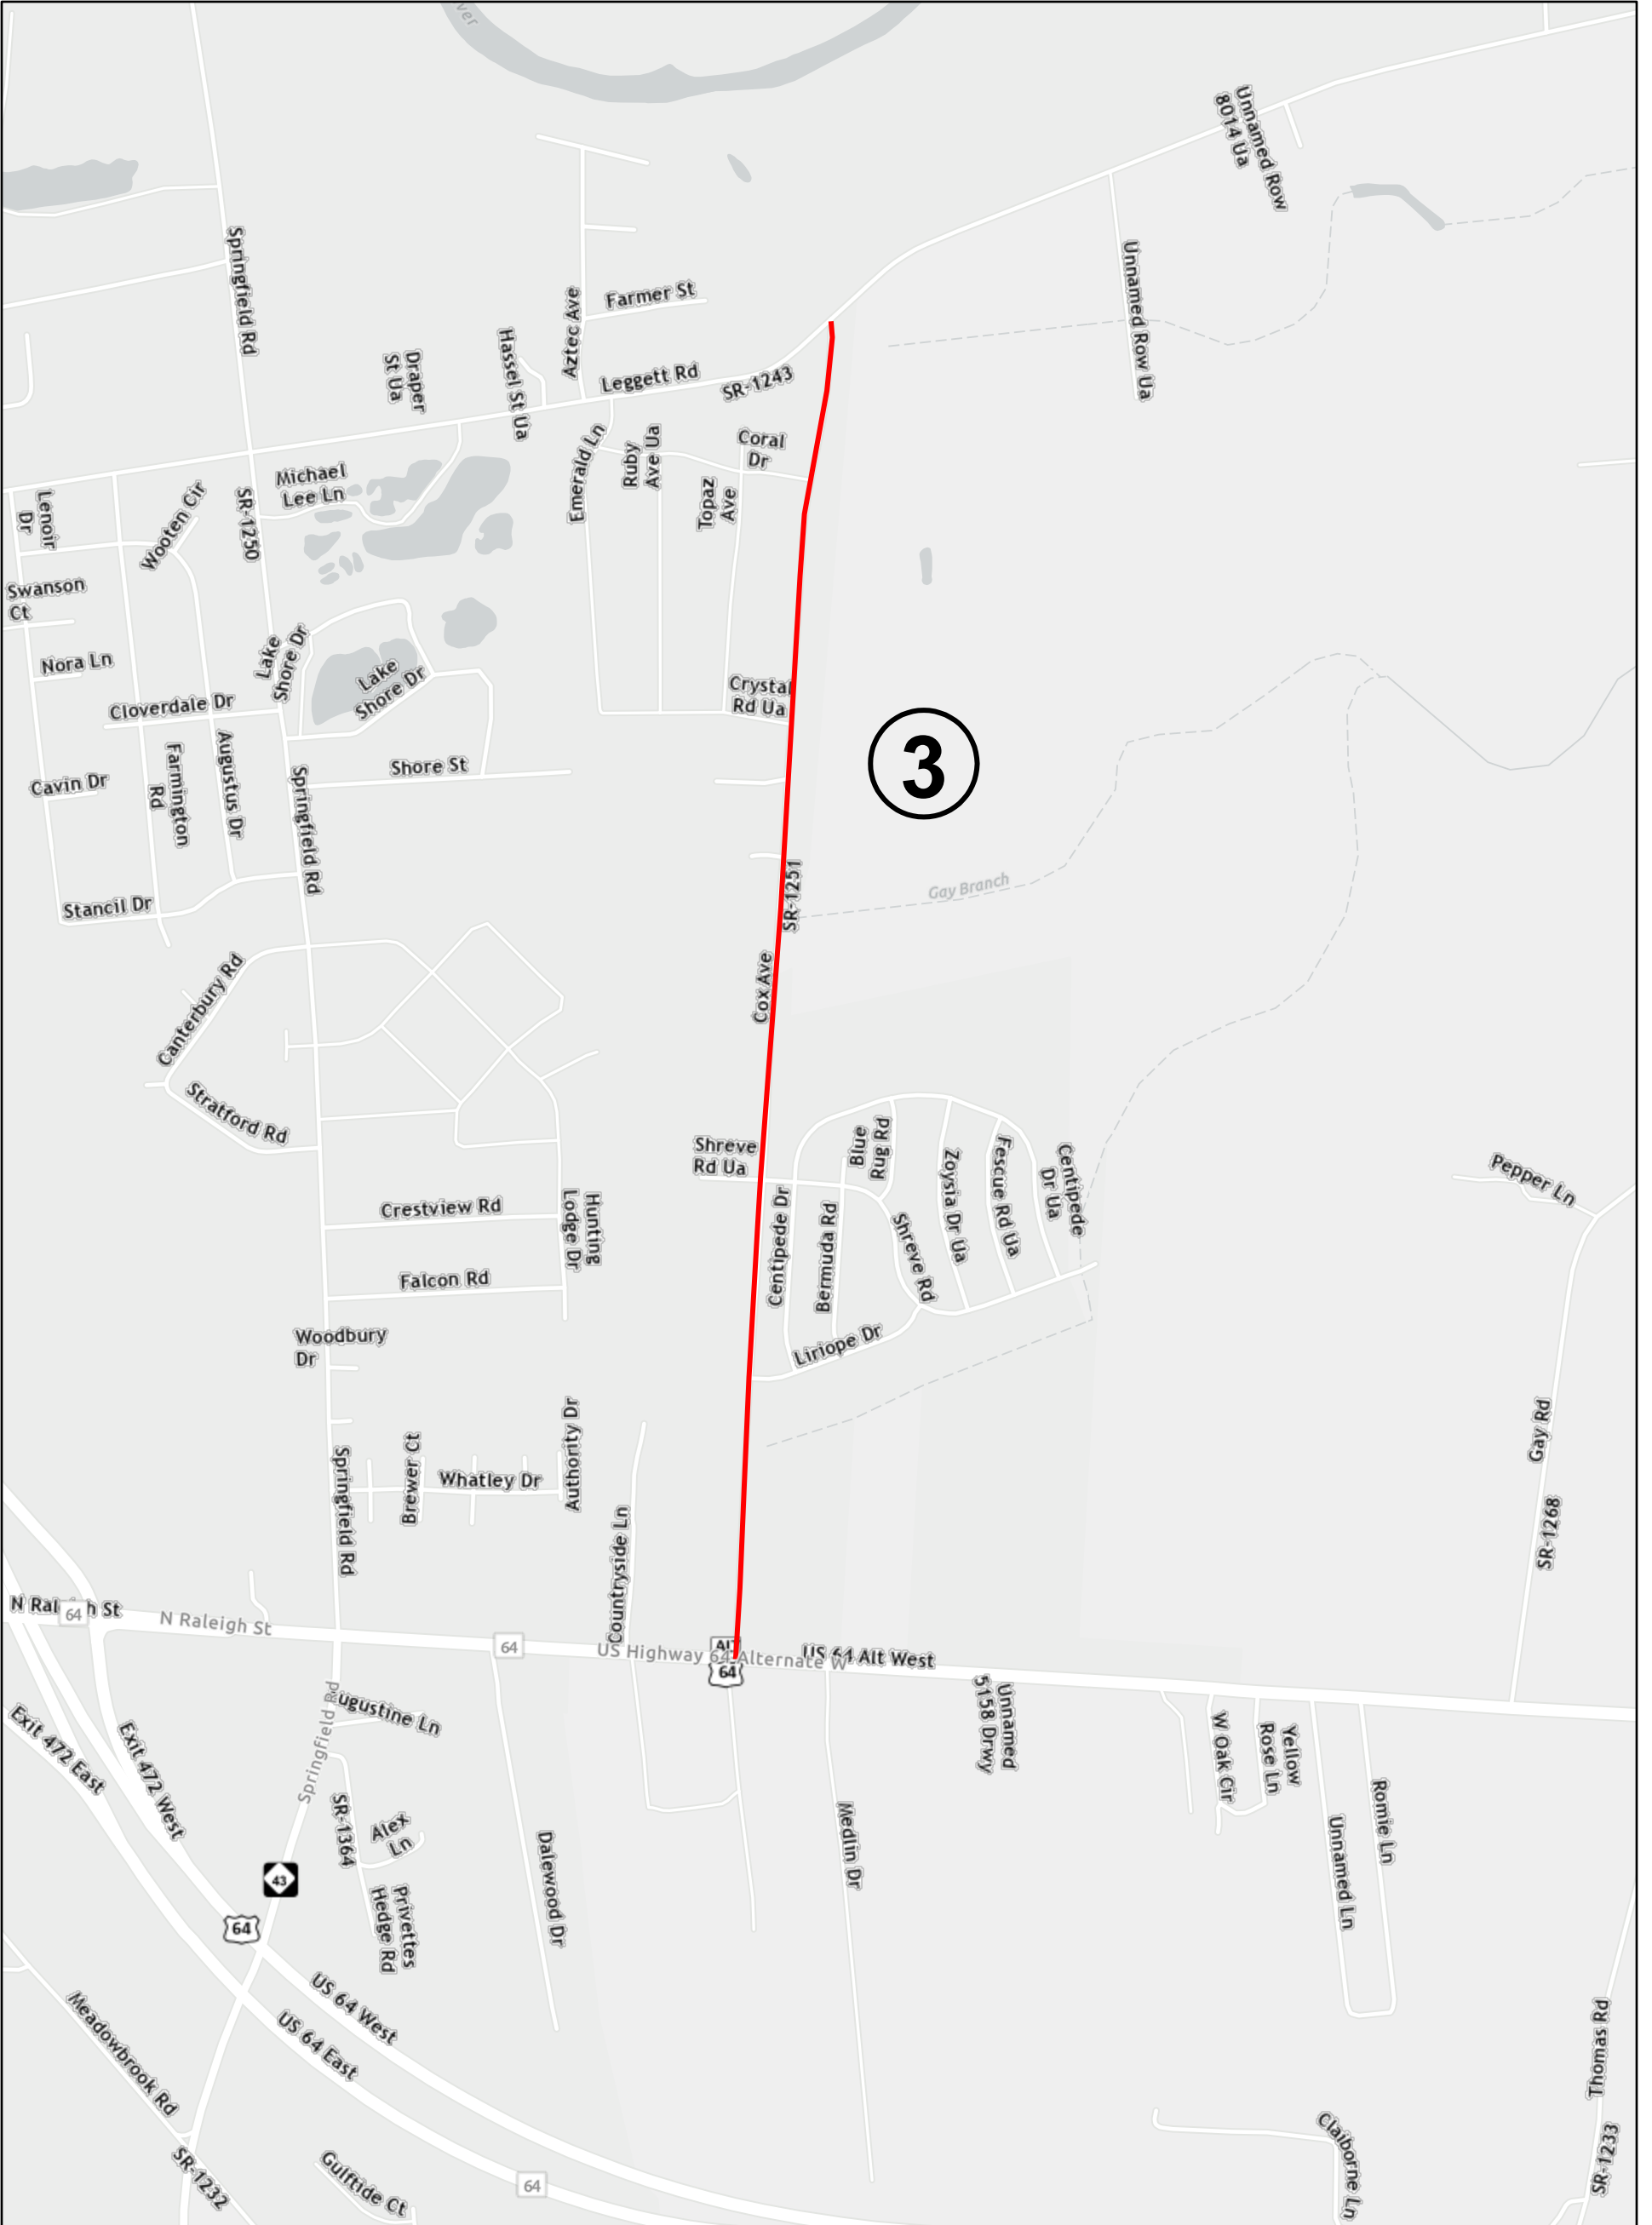 ver
Unnamed Row
8014 Ua
Springfield Rd
Unnamed Row Ua
Farmer St
Aztec Ave
Hassel St Ua
Draper
St Ua
Leggett Rd
SR-1243
Emerald Ln
Ruby
Ave Ua
Coral
Dr
Topaz
Ave
Michael
Lee Ln
Lenoir
Dr
Wooten Cir
SR-1250
Swanson
Ct
Nora Ln
Lake
Shore Dr
Lake
Shore Dr
Cloverdale Dr
Crystal
Rd Ua
3
Augustus Dr
Farmington
Rd
Cavin Dr
Shore St
Springfield Rd
SR-1251
Gay Branch
Stancil Dr
Cox Ave
Canterbury Rd
Stratford Rd
Shreve
Rd Ua
Blue
Rug Rd
Zoysia Dr Ua
Fescue Rd Ua
Centipede
Dr Ua
Pepper Ln
Crestview Rd
Hunting
Lodge Dr
Centipede Dr
Bermuda Rd
Shreve Rd
Falcon Rd
Woodbury
Dr
Liriope Dr
Gay Rd
Authority Dr
Springfield Rd
Brewer Ct
Whatley Dr
Countryside Ln
SR-1268
N Raleigh St
64
N Raleigh St
64
US Highway 64 Alternate W
ALT
64
US 64 Alt West
Unnamed
5158 Drwy
Augustine Ln
Springfield Rd
Exit 472 East
Exit 472 West
W Oak Cir
Yellow
Rose Ln
Romie Ln
Unnamed Ln
SR-1364
Alex
Ln
Dalewood Dr
Medlin Dr
43
64
Privettes
Hedge Rd
US 64 West
US 64 East
Meadowbrook Rd
Thomas Rd
SR-1232
Gulftide Ct
64
Claiborne Ln
SR-1233